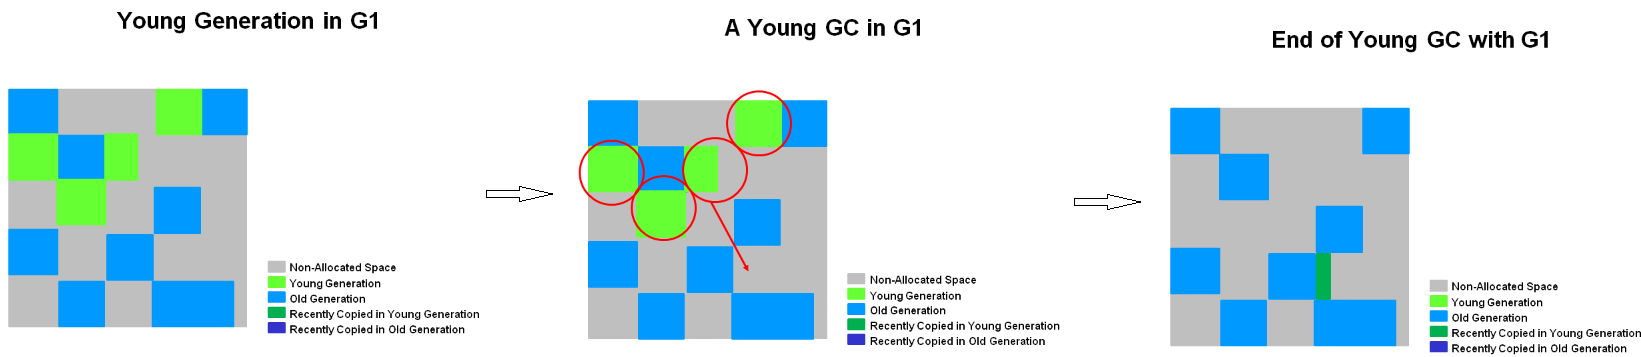 Young Generation in G1
Non-Allocated Space
Young Generation
Old Generation
Recently Copied in Young Generation
Recently Copied in Old Generation
A Young GC in G1
Non-Allocated Space
Young Generation
Old Generation
Recently Copied in Young Generation
Recently Copied in Old Generation
End of Young GC with G1
Non-Allocated Space
Young Generation
Old Generation
Recently Copied in Young Generation
Recently Copied in Old Generation